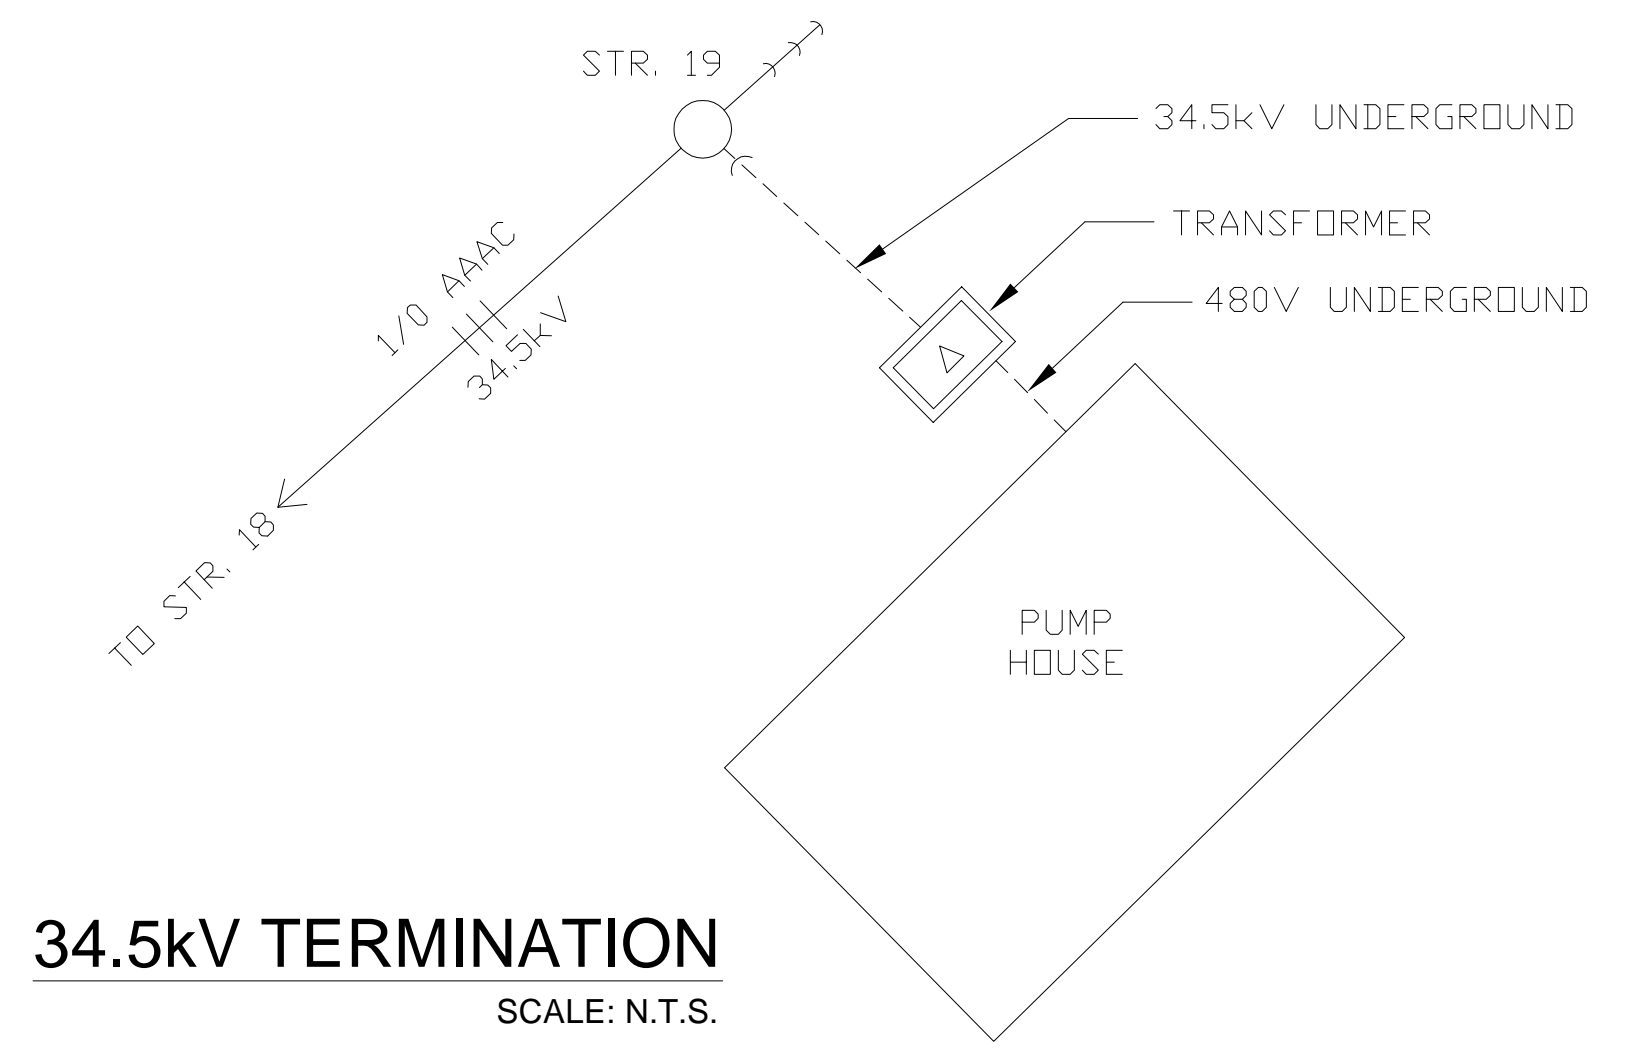 STR. 19
34.5kV UNDERGROUND
TRANSFORMER
480V UNDERGROUND
1/0 AAAC
34.5kV
TO STR. 18
PUMP
HOUSE
34.5kV TERMINATION
SCALE: N.T.S.